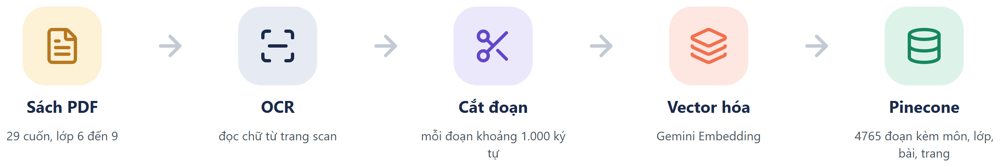 Sách PDF
29 cuốn, lớp 6 đến 9
OCR
đọc chữ từ trang scan
Cắt đoạn
mỗi đoạn khoảng 1.000 ký
tự
Vector hóa
Gemini Embedding
Pinecone
4765 đoạn kèm môn, lớp,
bài, trang